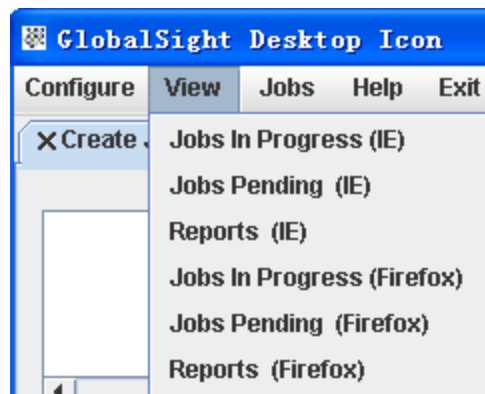 GlobalSight Desktop Icon
Configure View Jobs Help Exit
Create
Jobs In Progress (IE)
Jobs Pending (IE)
Reports (IE)
Jobs In Progress (Firefox)
Jobs Pending (Firefox)
Reports (Firefox)